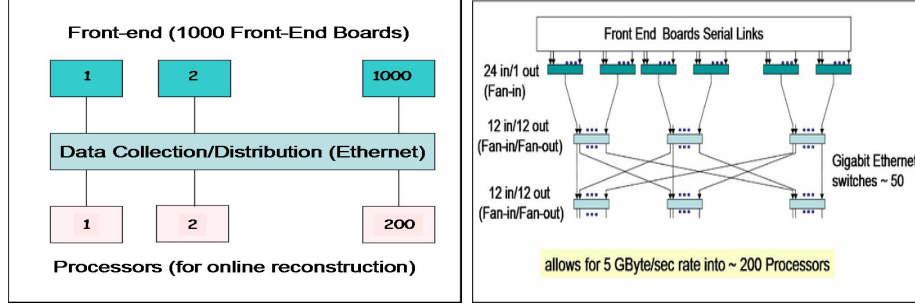 Front-end (1000 Front-End Boards)
1
2
1000
Data Collection/Distribution (Ethernet)
1
2
200
Processors (for online reconstruction)
Front End Boards Serial Links
24 in/1 out
(Fan-in)
12 in/12 out
(Fan-in/Fan-out)
12 in/12 out
(Fan-in/Fan-out)
Gigabit Ethernet
switches ~ 50
allows for 5 GByte/sec rate into ~ 200 Processors